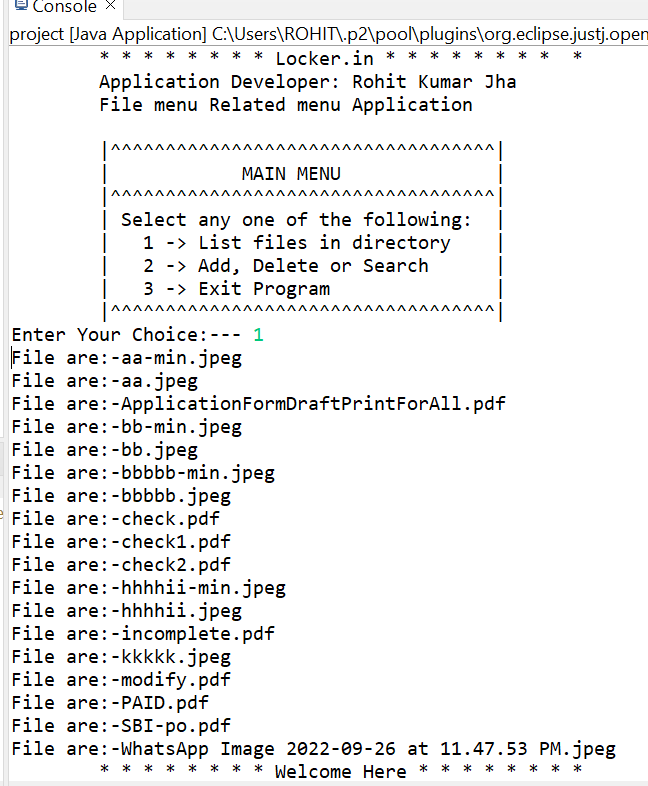 Console ×
project [Java Application] C:\Users\ROHIT\.p2\pool\plugins\org.eclipse.justj.open
* * * * * * * * Locker.in * * * * * * * *  *
Application Developer: Rohit Kumar Jha
File menu Related menu Application
|^^^^^^^^^^^^^^^^^^^^^^^^^^^^^^^^^^^|
|            MAIN MENU              |
|^^^^^^^^^^^^^^^^^^^^^^^^^^^^^^^^^^^|
| Select any one of the following:  |
|   1 -> List files in directory    |
|   2 -> Add, Delete or Search      |
|   3 -> Exit Program               |
|^^^^^^^^^^^^^^^^^^^^^^^^^^^^^^^^^^^|
Enter Your Choice:--- 1
File are:-aa-min.jpeg
File are:-aa.jpeg
File are:-ApplicationFormDraftPrintForAll.pdf
File are:-bb-min.jpeg
File are:-bb.jpeg
File are:-bbbbb-min.jpeg
File are:-bbbbb.jpeg
File are:-check.pdf
File are:-check1.pdf
File are:-check2.pdf
File are:-hhhhii-min.jpeg
File are:-hhhhii.jpeg
File are:-incomplete.pdf
File are:-kkkkk.jpeg
File are:-modify.pdf
File are:-PAID.pdf
File are:-SBI-po.pdf
File are:-WhatsApp Image 2022-09-26 at 11.47.53 PM.jpeg
* * * * * * * * Welcome Here * * * * * * * *